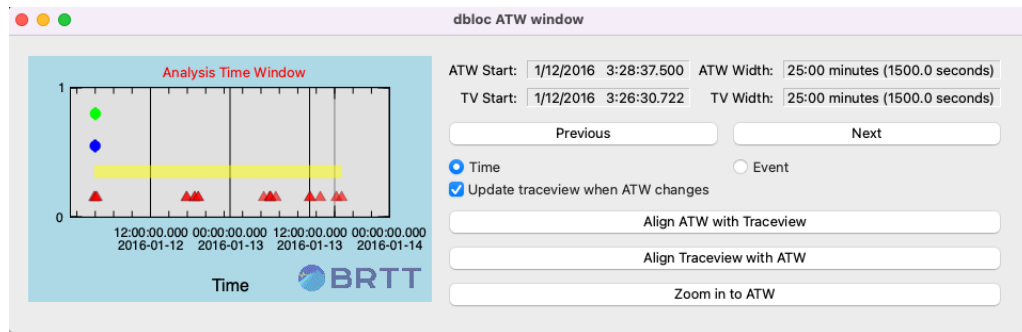 dbloc ATW window
Analysis Time Window
1
0
12:00:00.000 00:00:00.000 12:00:00.000 00:00:00.000
2016-01-12 2016-01-13 2016-01-13 2016-01-14
Time
BRTT
ATW Start: 1/12/2016 3:28:37.500 ATW Width: 25:00 minutes (1500.0 seconds)
TV Start: 1/12/2016 3:26:30.722 TV Width: 25:00 minutes (1500.0 seconds)
Previous Next
Time Event
Update traceview when ATW changes
Align ATW with Traceview
Align Traceview with ATW
Zoom in to ATW